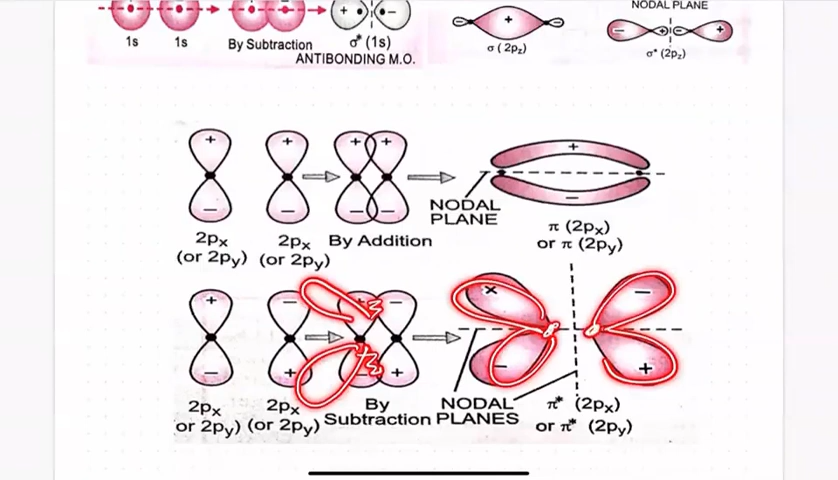 1s 1s By Subtraction σ* (1s)
ANTIBONDING M.O.
+ −
+
σ (2pz)
NODAL PLANE
− + − +
σ* (2pz)
+ + + + +
− − − − −
NODAL
PLANE
2px 2px By Addition π (2px)
(or 2py) (or 2py) or π (2py)
+ − + − −
− + − + − +
2px 2px By NODAL π* (2px)
or 2py) (or 2py) Subtraction PLANES or π* (2py)